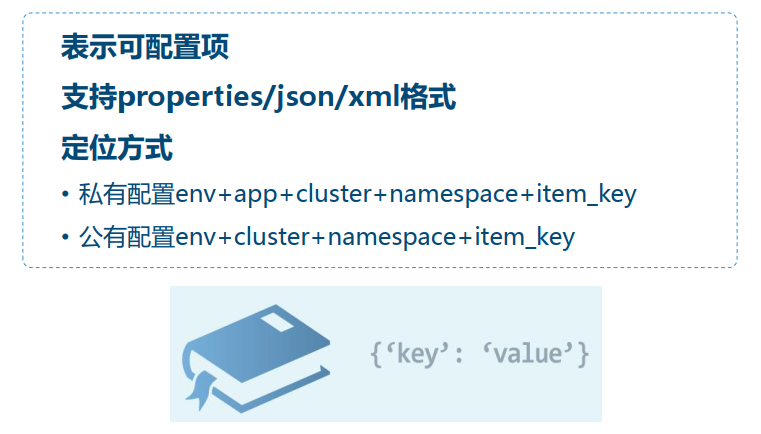 表示可配置项
支持properties/json/xml格式
定位方式
• 私有配置env+app+cluster+namespace+item_key
• 公有配置env+cluster+namespace+item_key
{‘key’: ‘value’}